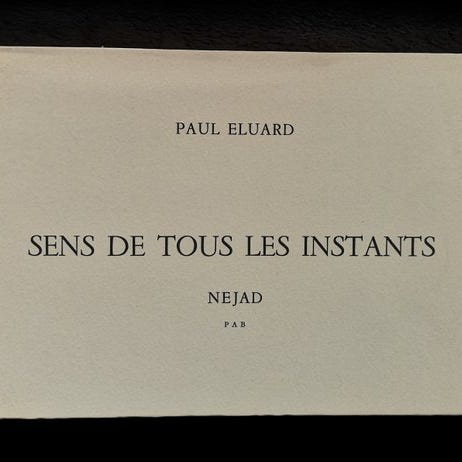 PAUL ELUARD
SENS DE TOUS LES INSTANTS
NEJAD
PAB